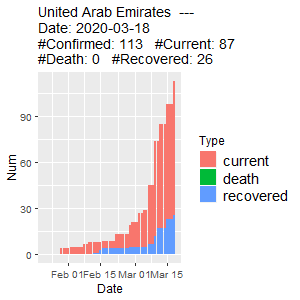 United Arab Emirates ---
Date: 2020-03-18
#Confirmed: 113 #Current: 87
#Death: 0 #Recovered: 26
90
60
30
0
Num
Feb 01 Feb 15 Mar 01 Mar 15
Date
Type
current
death
recovered